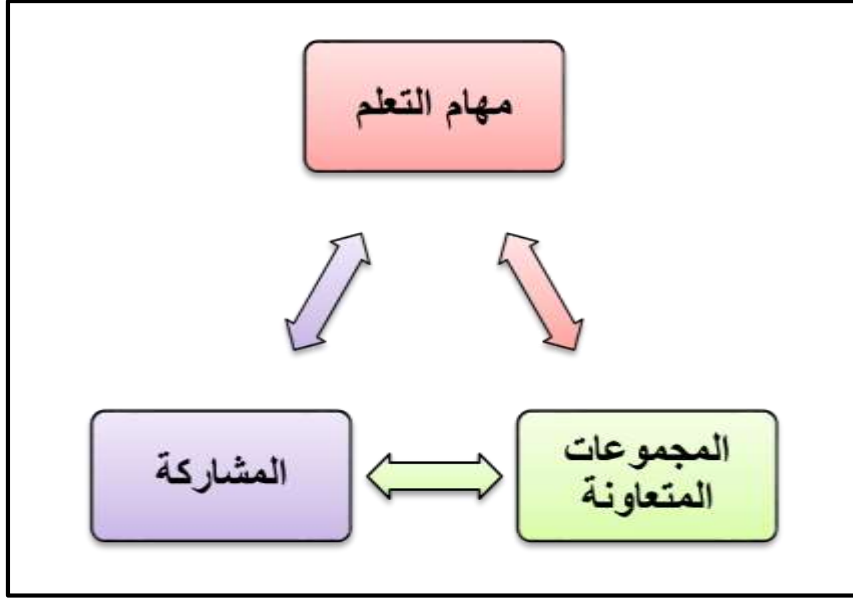 مهام التعلم
المجموعات
المتعاونة
المشاركة